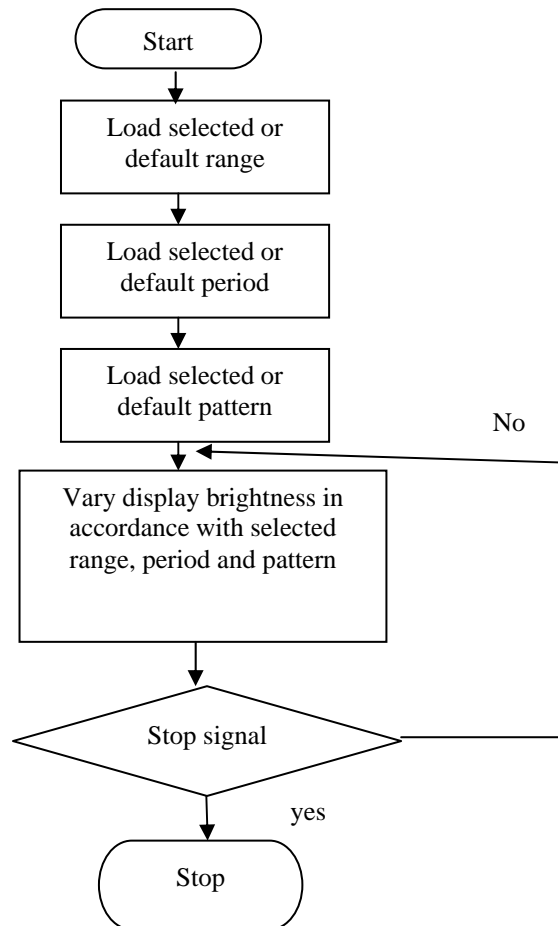 Start
Load selected or
default range
Load selected or
default period
Load selected or
default pattern
No
Vary display brightness in
accordance with selected
range, period and pattern
Stop signal
yes
Stop